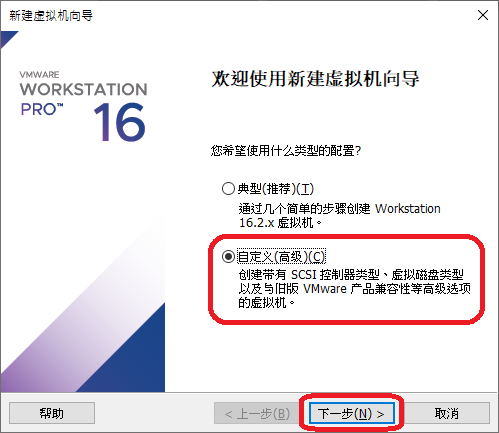 新建虚拟机向导
VMWARE
WORKSTATION
PRO™ 16
欢迎使用新建虚拟机向导
您希望使用什么类型的配置?
典型(推荐)(T)
通过几个简单的步骤创建 Workstation
16.2.x 虚拟机。
自定义(高级)(C)
创建带有 SCSI 控制器类型、虚拟磁盘类型
以及与旧版 VMware 产品兼容性等高级选项
的虚拟机。
帮助
< 上一步(B)
下一步(N) >
取消